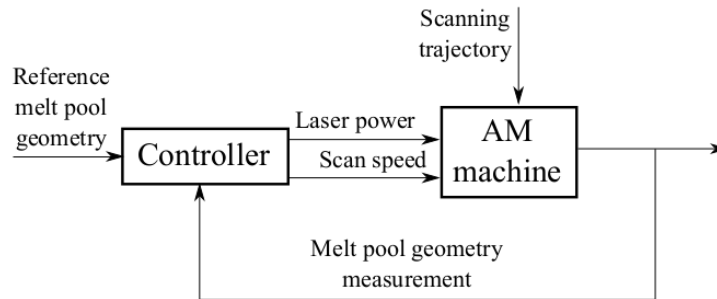 Scanning
trajectory
Reference
melt pool
geometry
Laser power
Controller
Scan speed
AM
machine
Melt pool geometry
measurement